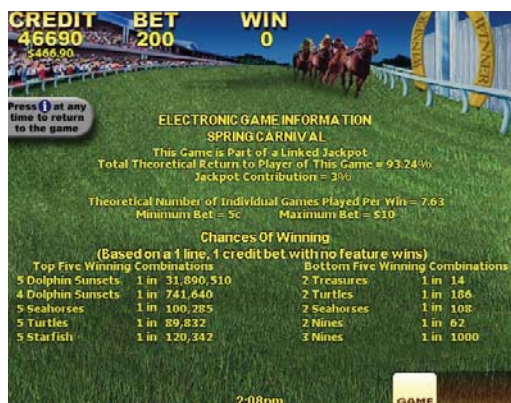 CREDIT BET WIN
46690 200 0
$466.90
WINNER
WINNER
Press i at any
time to return
to the game
ELECTRONIC GAME INFORMATION
SPRING CARNIVAL
This Game is Part of a Linked Jackpot
Total Theoretical Return to Player of This Game = 93.24%
Jackpot Contribution = 3%
Theoretical Number of Individual Games Played Per Win = 7.63
Minimum Bet = 5c Maximum Bet = $10
Chances Of Winning
(Based on a 1 line, 1 credit bet with no feature wins)
Top Five Winning Combinations Bottom Five Winning Combinations
5 Dolphin Sunsets 1 in 31,890,510 2 Treasures 1 in 14
4 Dolphin Sunsets 1 in 741,640 2 Turtles 1 in 186
5 Seahorses 1 in 100,285 2 Seahorses 1 in 108
5 Turtles 1 in 89,832 2 Nines 1 in 62
5 Starfish 1 in 120,342 3 Nines 1 in 1000
2:08pm GAME